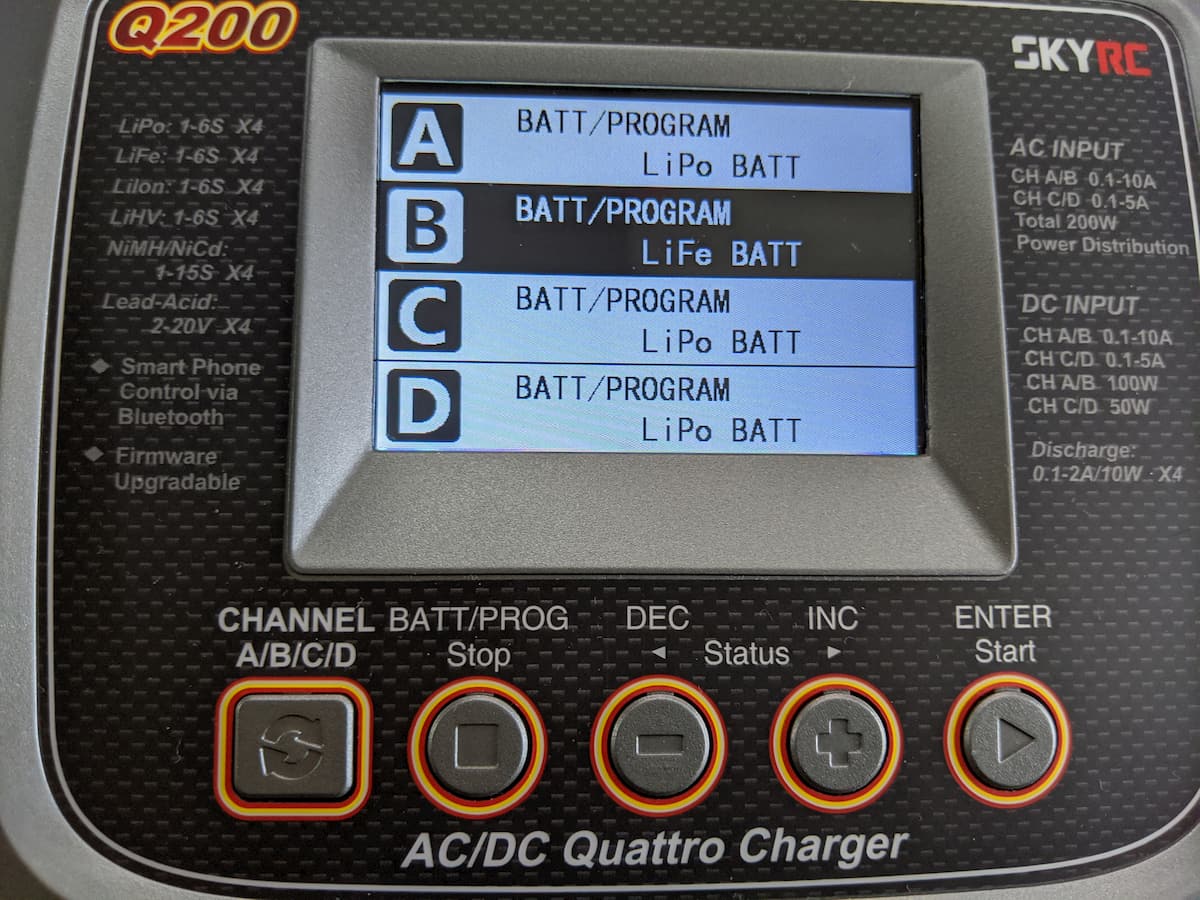 Q200
SKYRC
LiPo: 1-6S X4
LiFe: 1-6S X4
LiIon: 1-6S X4
LiHV: 1-6S X4
NiMH/NiCd:
1-15S X4
Lead-Acid:
2-20V X4
Smart Phone
Control via
Bluetooth
Firmware
Upgradable
A BATT/PROGRAM
LiPo BATT
B BATT/PROGRAM
LiFe BATT
C BATT/PROGRAM
LiPo BATT
D BATT/PROGRAM
LiPo BATT
AC INPUT
CH A/B 0.1-10A
CH C/D 0.1-5A
Total 200W
Power Distribution
DC INPUT
CH A/B 0.1-10A
CH C/D 0.1-5A
CH A/B 100W
CH C/D 50W
Discharge:
0.1-2A/10W X4
CHANNEL BATT/PROG DEC INC ENTER
A/B/C/D Stop ◄ Status ► Start
AC/DC Quattro Charger